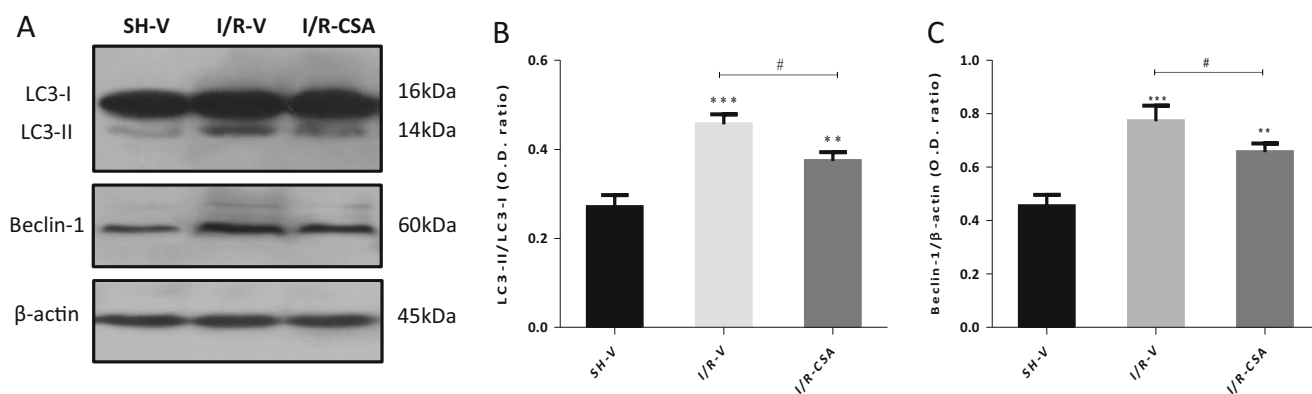 A
SH-V I/R-V I/R-CSA
LC3-I 16kDa
LC3-II 14kDa
Beclin-1 60kDa
β-actin 45kDa
B
LC3-II/LC3-I (O.D. ratio)
0.6
0.4
0.2
0.0
#
***
**
SH-V
I/R-V
I/R-CSA
C
Beclin-1/β-actin (O.D. ratio)
1.0
0.8
0.6
0.4
0.2
0.0
#
***
**
SH-V
I/R-V
I/R-CSA